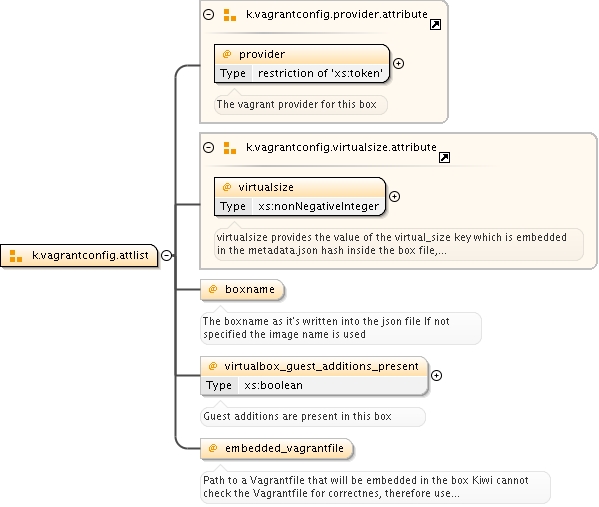 k.vagrantconfig.provider.attribute
@ provider
Type restriction of 'xs:token'
The vagrant provider for this box
k.vagrantconfig.virtualsize.attribute
@ virtualsize
Type xs:nonNegativeInteger
virtualsize provides the value of the virtual_size key which is embedded
in the metadata.json hash inside the box file,...
k.vagrantconfig.attlist
@ boxname
The boxname as it's written into the json file If not
specified the image name is used
@ virtualbox_guest_additions_present
Type xs:boolean
Guest additions are present in this box
@ embedded_vagrantfile
Path to a Vagrantfile that will be embedded in the box Kiwi cannot
check the Vagrantfile for correctnes, therefore use...